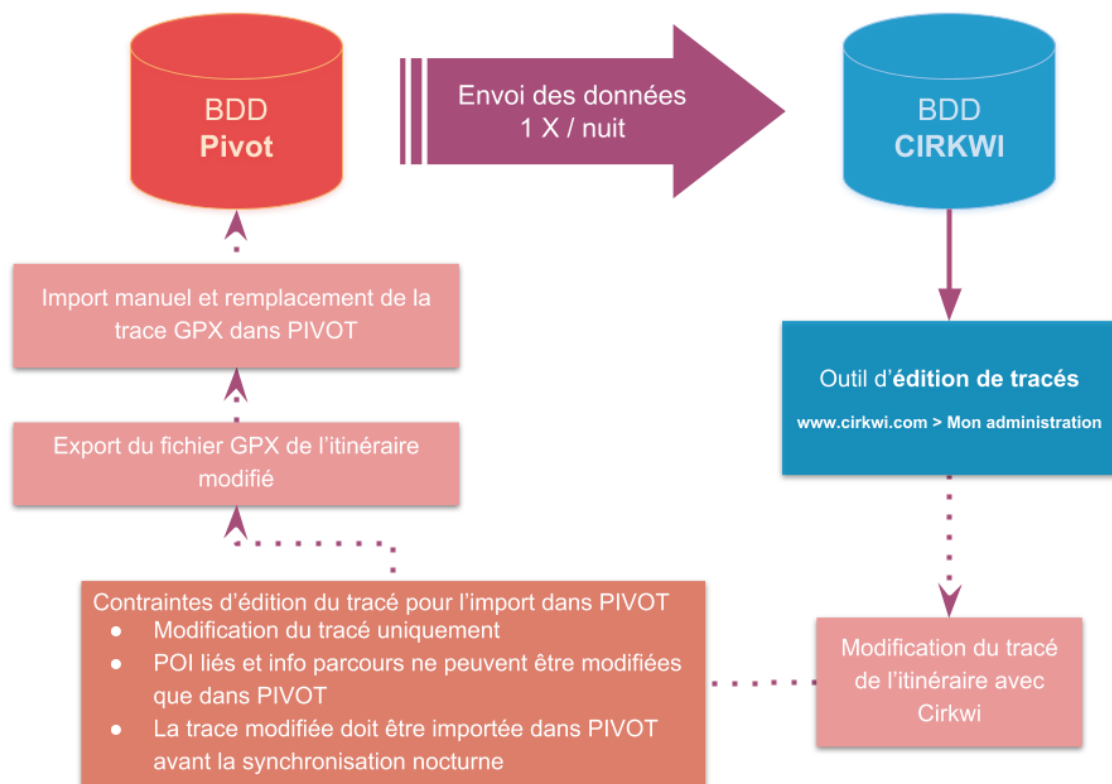 BDD
Pivot
Envoi des données
1 X / nuit
BDD
CIRKWI
Import manuel et remplacement de la
trace GPX dans PIVOT
Outil d'édition de tracés
www.cirkwi.com > Mon administration
Export du fichier GPX de l'itinéraire
modifié
Contraintes d'édition du tracé pour l'import dans PIVOT
● Modification du tracé uniquement
● POI liés et info parcours ne peuvent être modifiées
que dans PIVOT
● La trace modifiée doit être importée dans PIVOT
avant la synchronisation nocturne
Modification du tracé
de l'itinéraire avec
Cirkwi